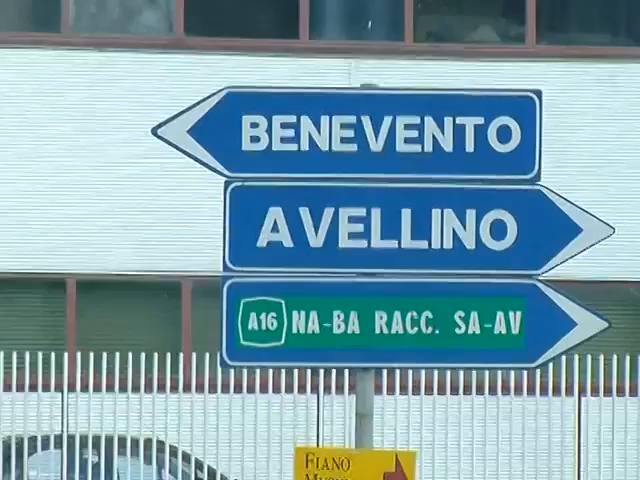 BENEVENTO
AVELLINO
A16 NA-BA RACC. SA-AV
FIANO